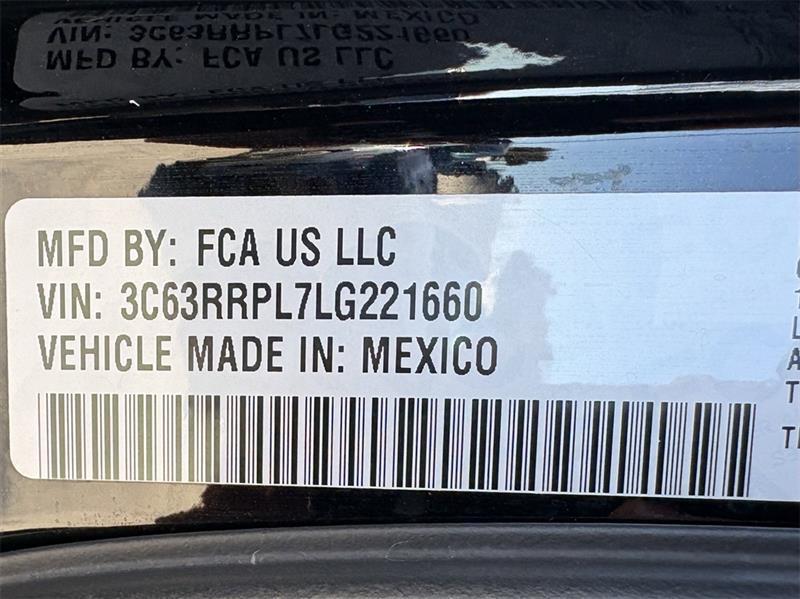 MFD BY: FCA US LLC
VIN: 3C63RRPL7LG221660
VEHICLE MADE IN: MEXICO